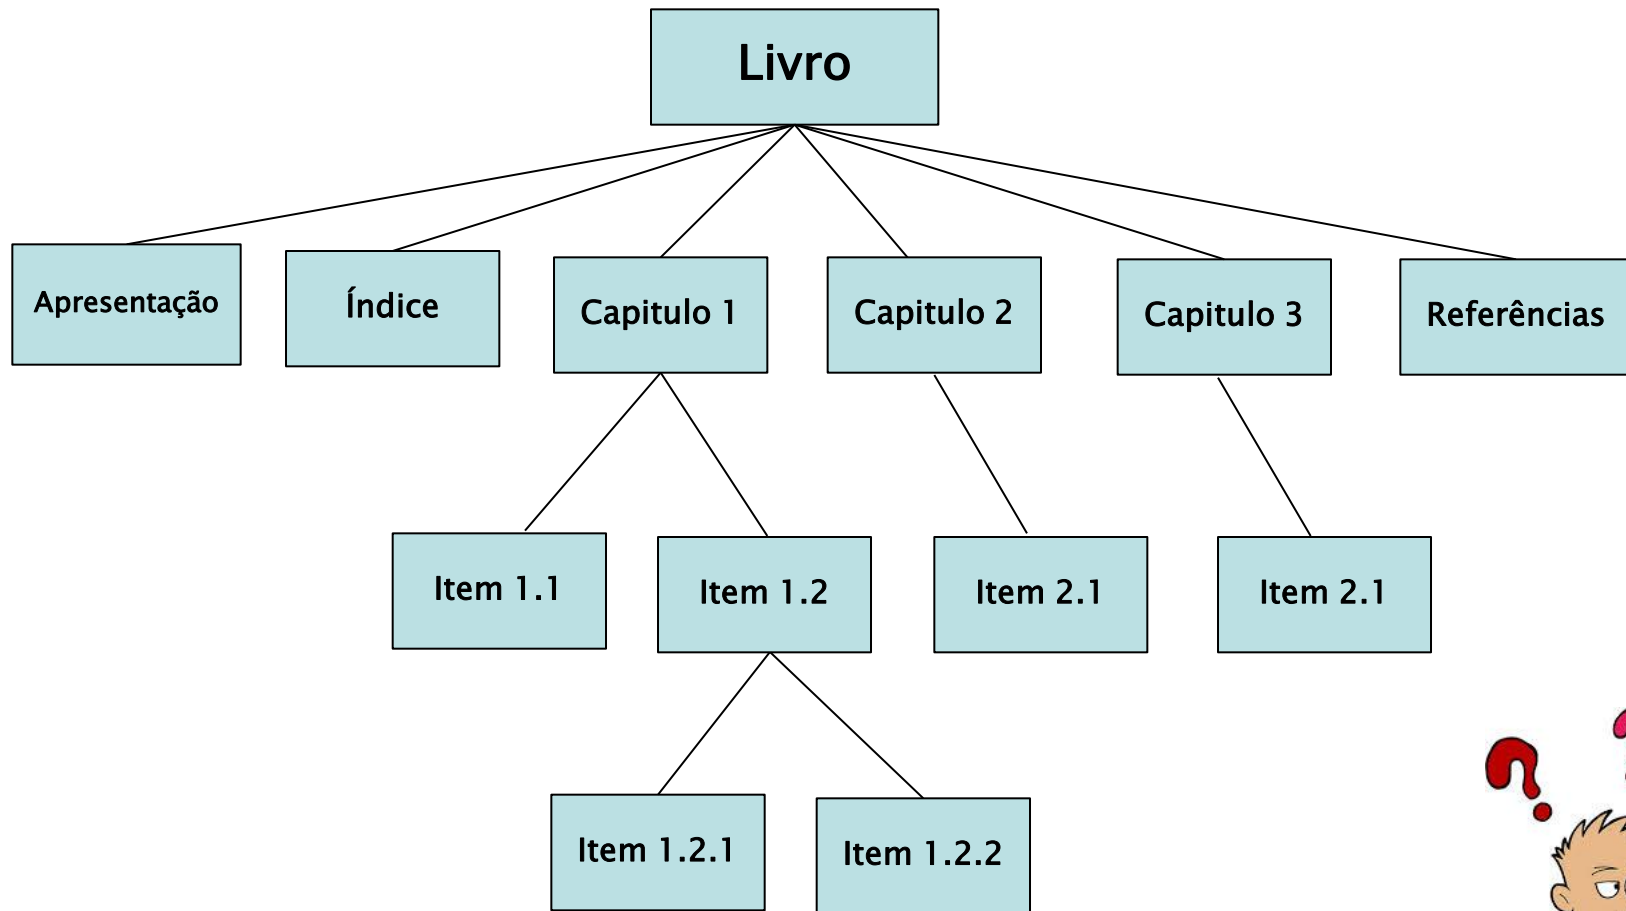 Livro
Apresentação
Índice
Capitulo 1
Capitulo 2
Capitulo 3
Referências
Item 1.1
Item 1.2
Item 2.1
Item 2.1
Item 1.2.1
Item 1.2.2